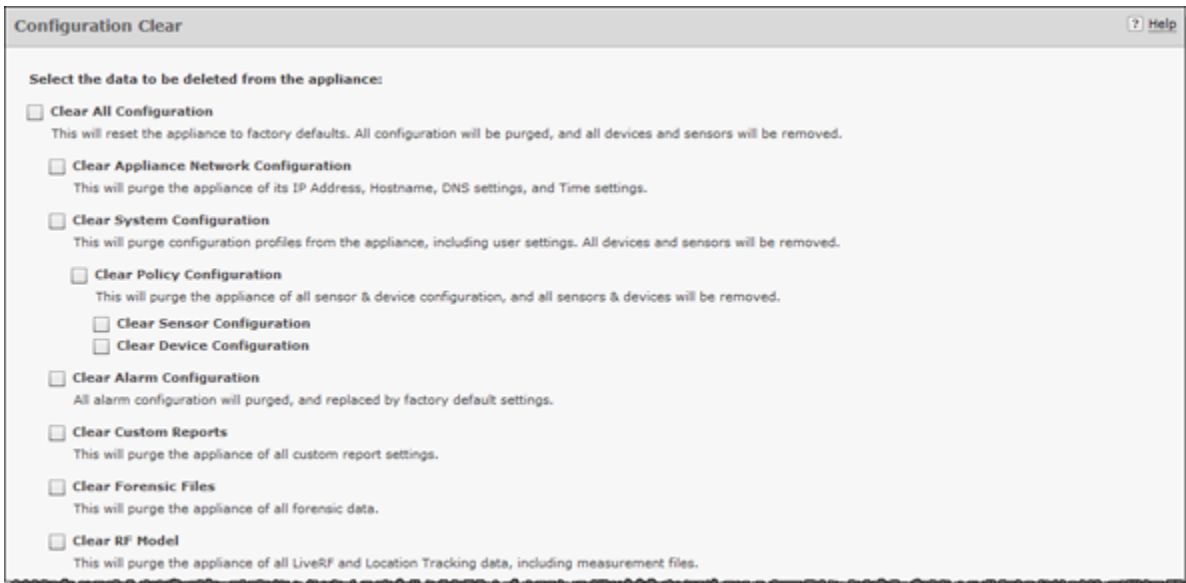 Configuration Clear
? Help
Select the data to be deleted from the appliance:
Clear All Configuration
This will reset the appliance to factory defaults. All configuration will be purged, and all devices and sensors will be removed.
Clear Appliance Network Configuration
This will purge the appliance of its IP Address, Hostname, DNS settings, and Time settings.
Clear System Configuration
This will purge configuration profiles from the appliance, including user settings. All devices and sensors will be removed.
Clear Policy Configuration
This will purge the appliance of all sensor & device configuration, and all sensors & devices will be removed.
Clear Sensor Configuration
Clear Device Configuration
Clear Alarm Configuration
All alarm configuration will purged, and replaced by factory default settings.
Clear Custom Reports
This will purge the appliance of all custom report settings.
Clear Forensic Files
This will purge the appliance of all forensic data.
Clear RF Model
This will purge the appliance of all LiveRF and Location Tracking data, including measurement files.